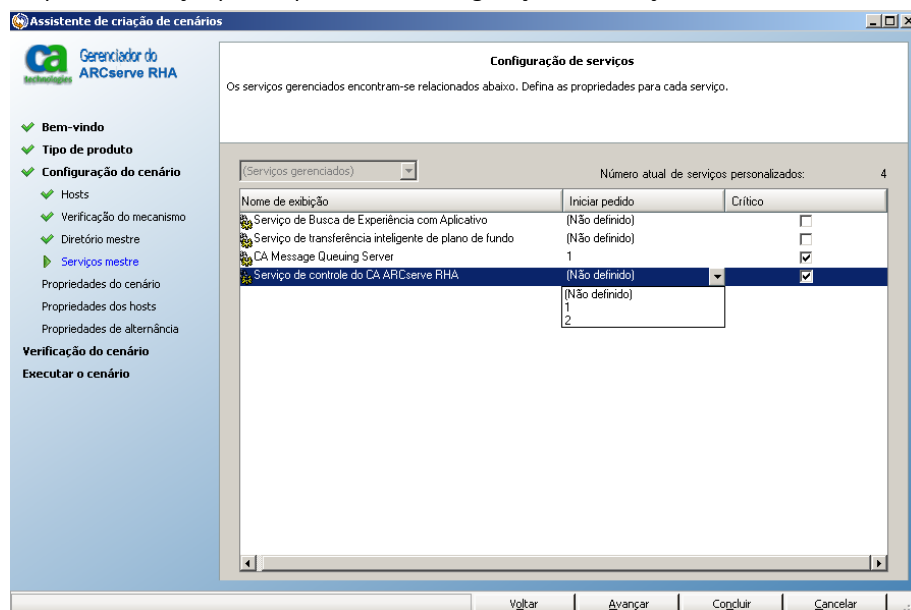 Assistente de criação de cenários
ca
technologies
Gerenciador do
ARCserve RHA
Configuração de serviços
Os serviços gerenciados encontram-se relacionados abaixo. Defina as propriedades para cada serviço.
Bem-vindo
Tipo de produto
Configuração do cenário
Hosts
Verificação do mecanismo
Diretório mestre
Serviços mestre
Propriedades do cenário
Propriedades dos hosts
Propriedades de alternância
Verificação do cenário
Executar o cenário
(Serviços gerenciados)
Número atual de serviços personalizados: 4
Nome de exibição Iniciar pedido Crítico
Serviço de Busca de Experiência com Aplicativo (Não definido)
Serviço de transferência inteligente de plano de fundo (Não definido)
CA Message Queuing Server 1
Serviço de controle do CA ARCserve RHA (Não definido)
(Não definido)
1
2
Voltar Avançar Concluir Cancelar